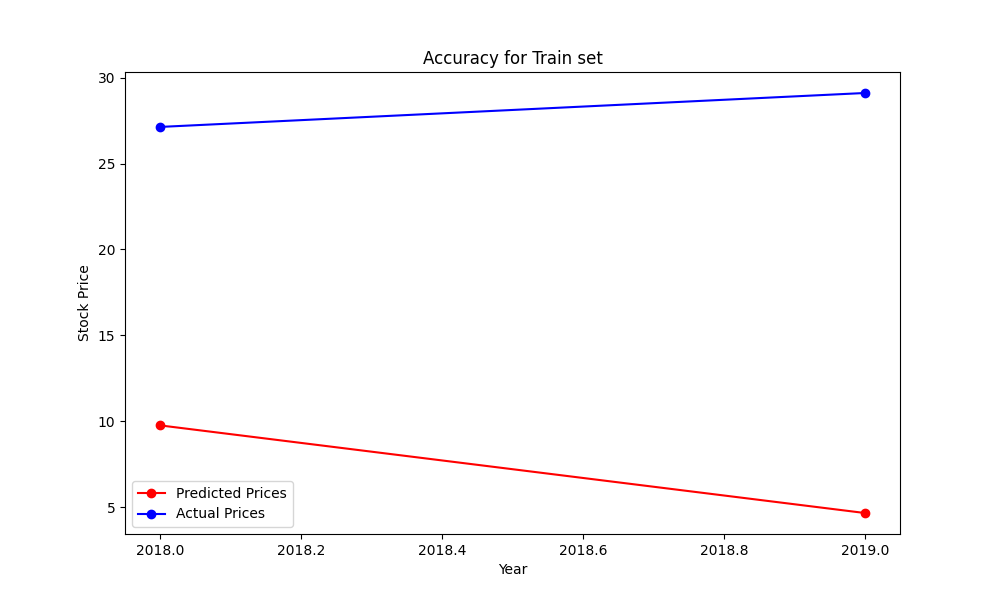 Accuracy for Train set
30
25
20
15
10
5
Stock Price
Predicted Prices
Actual Prices
2018.0 2018.2 2018.4 2018.6 2018.8 2019.0
Year